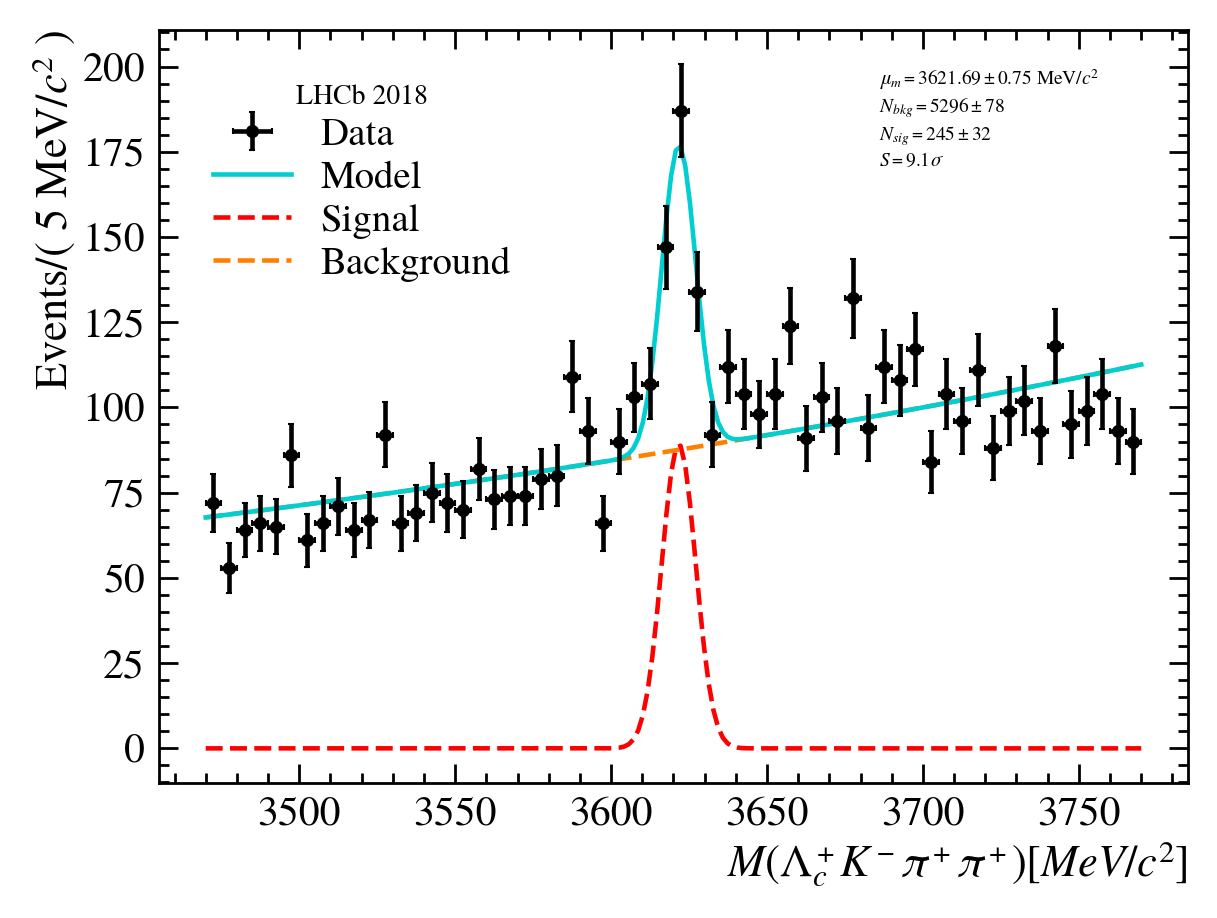 Events/( 5 MeV/c² )
200
175
150
125
100
75
50
25
0
LHCb 2018
Data
Model
Signal
Background
μₘ = 3621.69 ± 0.75 MeV/c²
N_bkg = 5296 ± 78
N_sig = 245 ± 32
S = 9.1σ
3500 3550 3600 3650 3700 3750
M(Λ_c^+ K^- π^+ π^+)[MeV/c²]